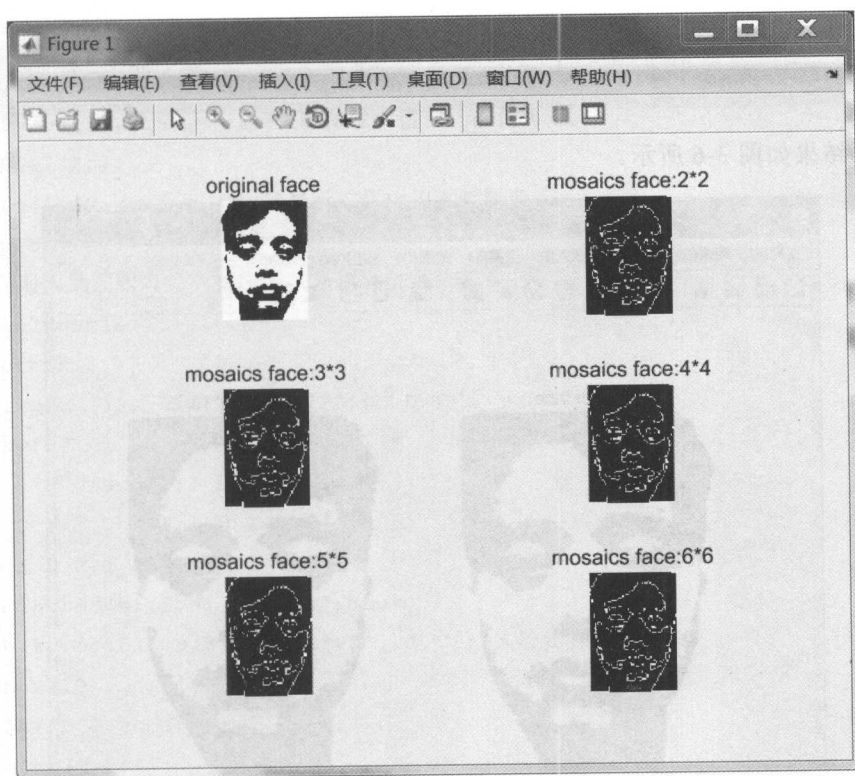 Figure 1
文件(F) 编辑(E) 查看(V) 插入(I) 工具(T) 桌面(D) 窗口(W) 帮助(H)
original face
mosaics face:2*2
mosaics face:3*3
mosaics face:4*4
mosaics face:5*5
mosaics face:6*6